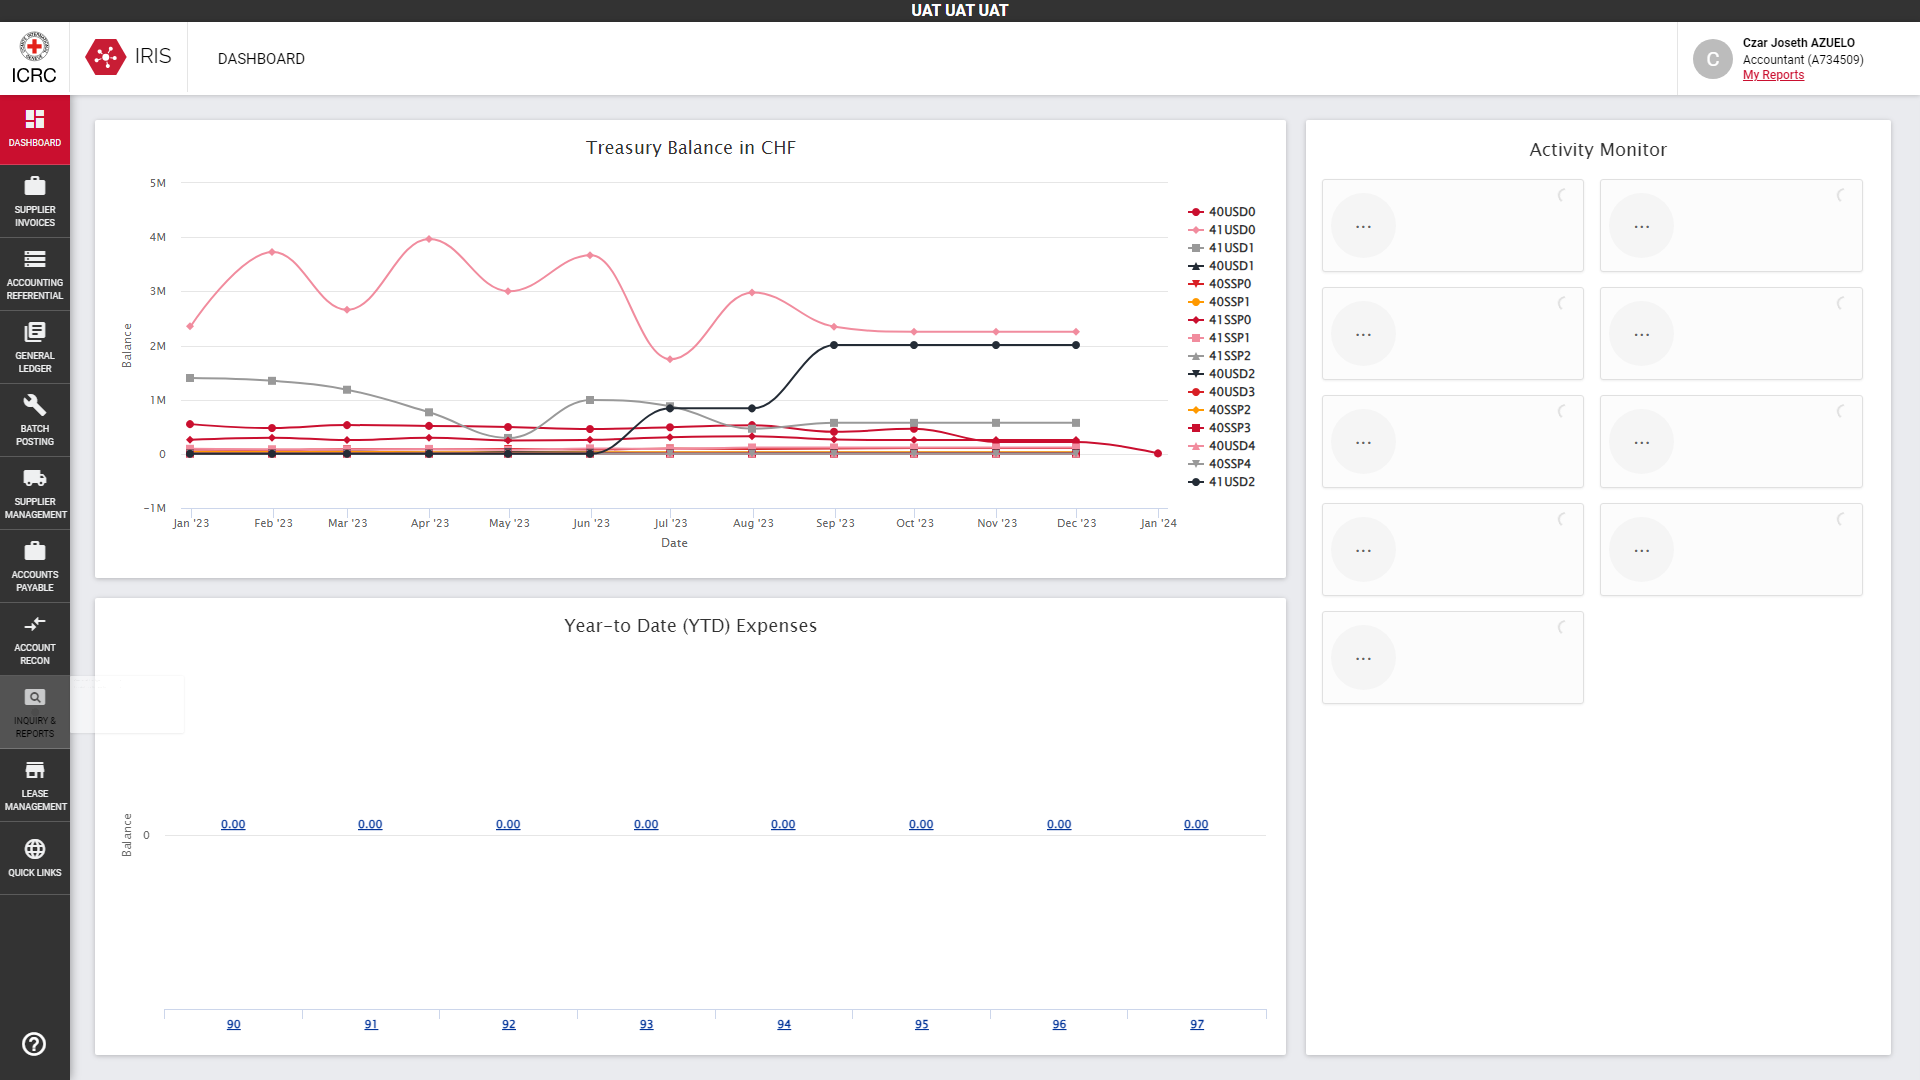 UAT UAT UAT
ICRC
IRIS
DASHBOARD
C
Czar Joseth AZUELO
Accountant (A734509)
My Reports
DASHBOARD
SUPPLIER
INVOICES
ACCOUNTING
REFERENTIAL
GENERAL
LEDGER
BATCH
POSTING
SUPPLIER
MANAGEMENT
ACCOUNTS
PAYABLE
ACCOUNT
RECON
INQUIRY &
REPORTS
LEASE
MANAGEMENT
QUICK LINKS
Treasury Balance in CHF
Balance
5M
4M
3M
2M
1M
0
-1M
Jan '23
Feb '23
Mar '23
Apr '23
May '23
Jun '23
Jul '23
Aug '23
Sep '23
Oct '23
Nov '23
Dec '23
Jan '24
Date
40USD0
41USD0
41USD1
40USD1
40SSP0
40SSP1
41SSP0
41SSP1
41SSP2
40USD2
40USD3
40SSP2
40SSP3
40USD4
40SSP4
41USD2
Year-to Date (YTD) Expenses
Balance
0
0.00
0.00
0.00
0.00
0.00
0.00
0.00
0.00
90
91
92
93
94
95
96
97
Activity Monitor
...
...
...
...
...
...
...
...
...